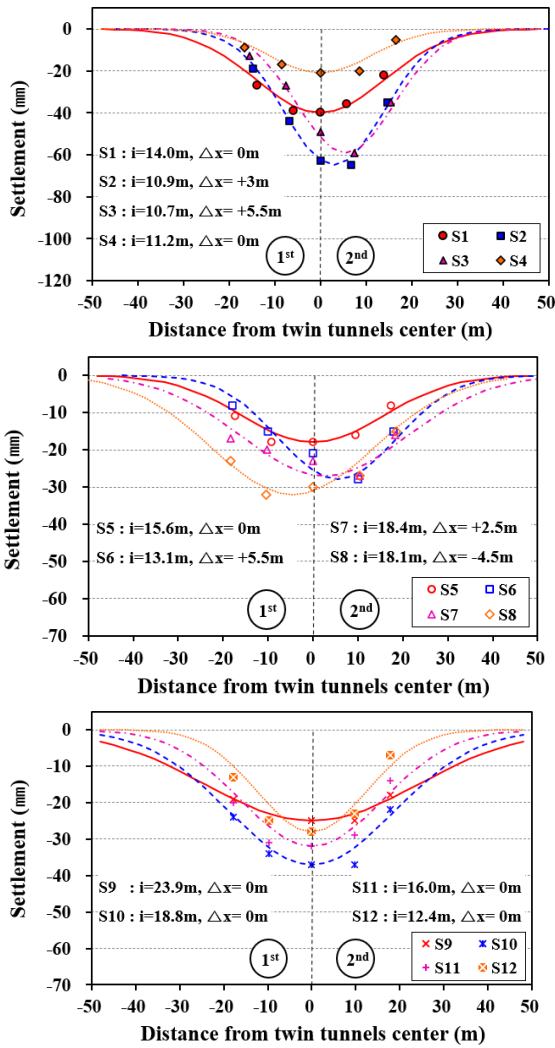 0
-20
-40
-60
-80
-100
-120
Settlement (㎜)
S1 : i=14.0m, △x= 0m
S2 : i=10.9m, △x= +3m
S3 : i=10.7m, △x= +5.5m
S4 : i=11.2m, △x= 0m
1st 2nd
S1 S2
S3 S4
-50 -40 -30 -20 -10 0 10 20 30 40 50
Distance from twin tunnels center (m)
0
-10
-20
-30
-40
-50
-60
-70
Settlement (㎜)
S5 : i=15.6m, △x= 0m S7 : i=18.4m, △x= +2.5m
S6 : i=13.1m, △x= +5.5m S8 : i=18.1m, △x= -4.5m
1st 2nd
S5 S6
S7 S8
-50 -40 -30 -20 -10 0 10 20 30 40 50
Distance from twin tunnels center (m)
0
-10
-20
-30
-40
-50
-60
-70
Settlement (㎜)
S9 : i=23.9m, △x= 0m S11 : i=16.0m, △x= 0m
S10 : i=18.8m, △x= 0m S12 : i=12.4m, △x= 0m
1st 2nd
S9 S10
S11 S12
-50 -40 -30 -20 -10 0 10 20 30 40 50
Distance from twin tunnels center (m)